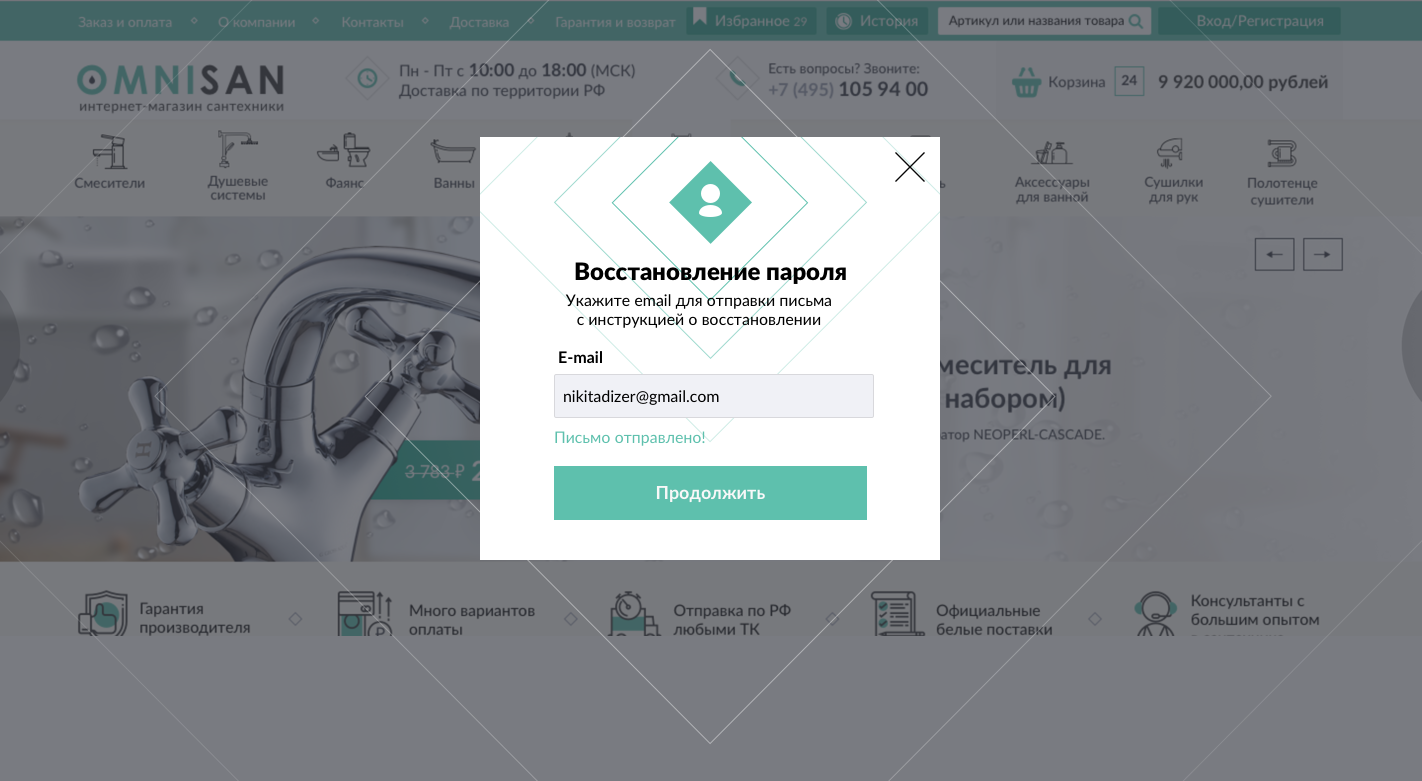 Заказ и оплата
О компании
Контакты
Доставка
Гарантия и возврат
Избранное 29
История
Артикул или названия товара
Вход/Регистрация
OMNISAN
интернет-магазин сантехники
Пн - Пт с 10:00 до 18:00 (МСК)
Доставка по территории РФ
Есть вопросы? Звоните:
+7 (495) 105 94 00
Корзина
24
9 920 000,00 рублей
Смесители
Душевые
системы
Фаянс
Ванны
Аксессуары
для ванной
Сушилки
для рук
Полотенце
сушители
Восстановление пароля
Укажите email для отправки письма
с инструкцией о восстановлении
E-mail
nikitadizer@gmail.com
Письмо отправлено!
Продолжить
3 783 ₽
меситель для
набором)
атор NEOPERL-CASCADE.
Гарантия
производителя
Много вариантов
оплаты
Отправка по РФ
любыми ТК
Официальные
белые поставки
Консультанты с
большим опытом